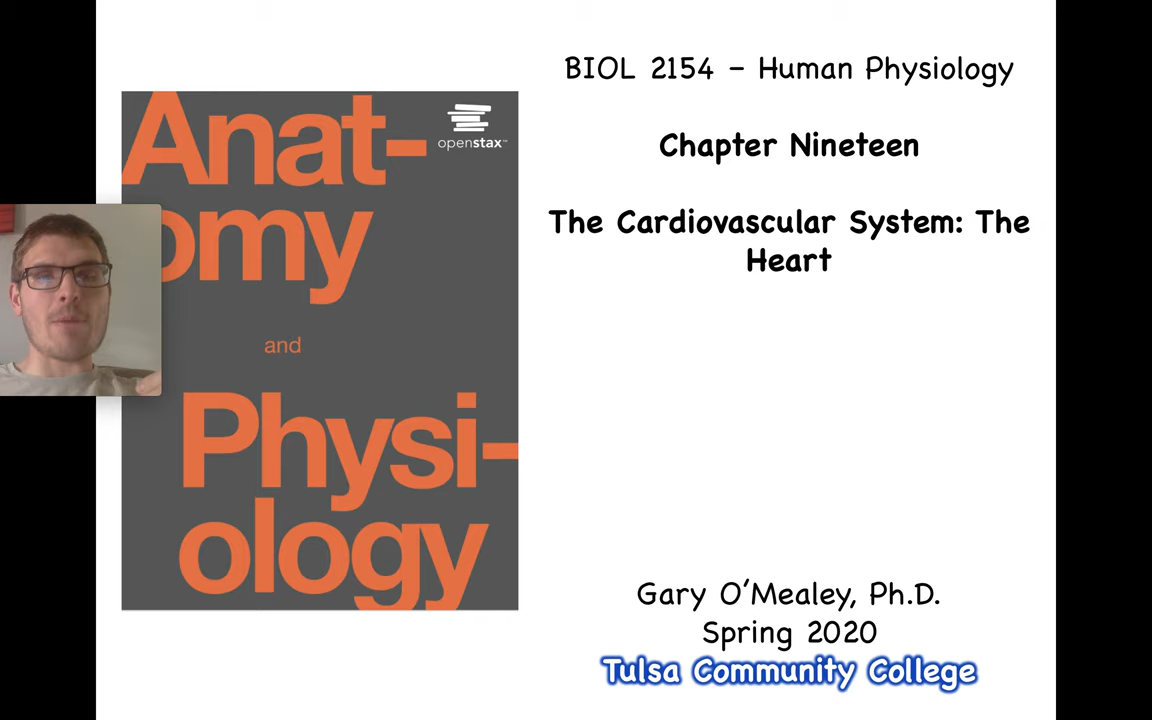 Anat-
omy
and
Physi-
ology
openstax™
BIOL 2154 – Human Physiology
Chapter Nineteen
The Cardiovascular System: The
Heart
Gary O'Mealey, Ph.D.
Spring 2020
Tulsa Community College